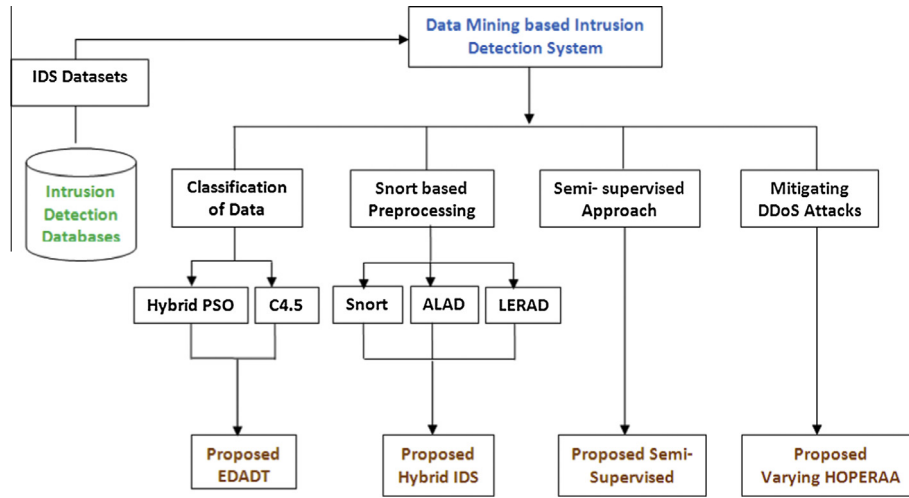 Data Mining based Intrusion
Detection System
IDS Datasets
Intrusion
Detection
Databases
Classification
of Data
Snort based
Preprocessing
Semi- supervised
Approach
Mitigating
DDoS Attacks
Hybrid PSO
C4.5
Snort
ALAD
LERAD
Proposed
EDADT
Proposed
Hybrid IDS
Proposed Semi-
Supervised
Proposed
Varying HOPERAA